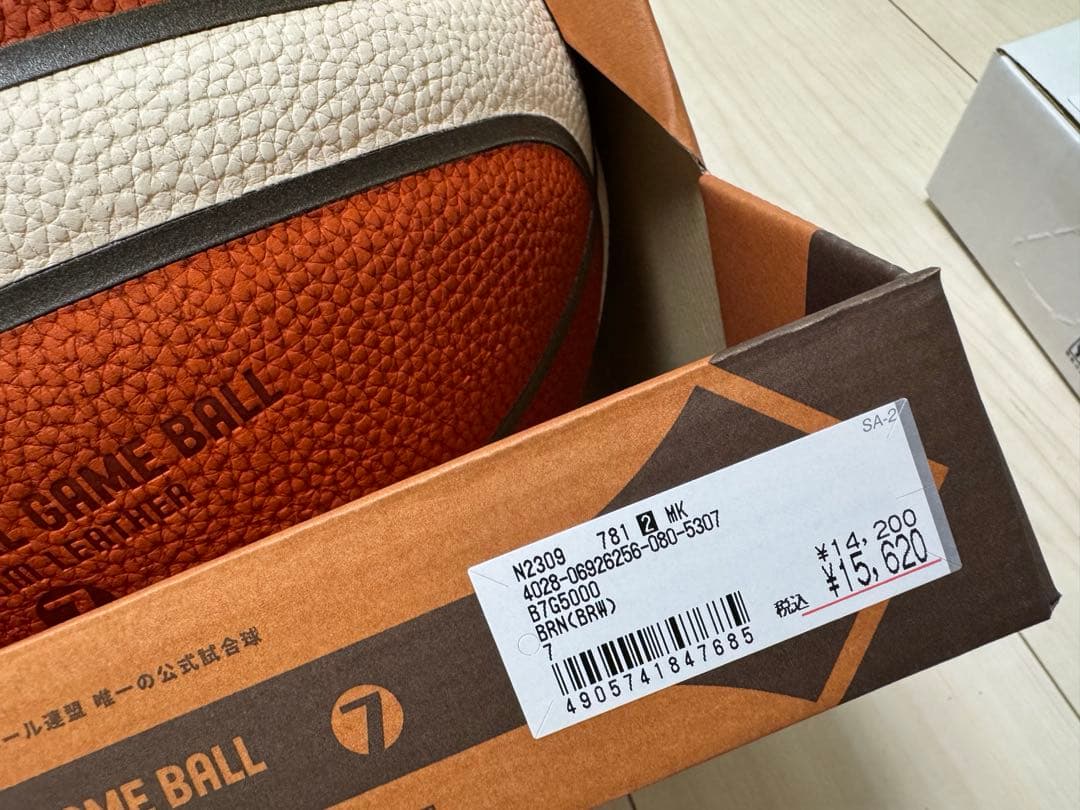 GAME BALL
LEATHER
7
SA-2
N2309 781 2 MK
4028-06926256-080-5307
B7G5000
BRN(BRW)
7
¥14,200
税込 ¥15,620
4905741847685
ール連盟 唯一の公式試合球
GAME BALL
7